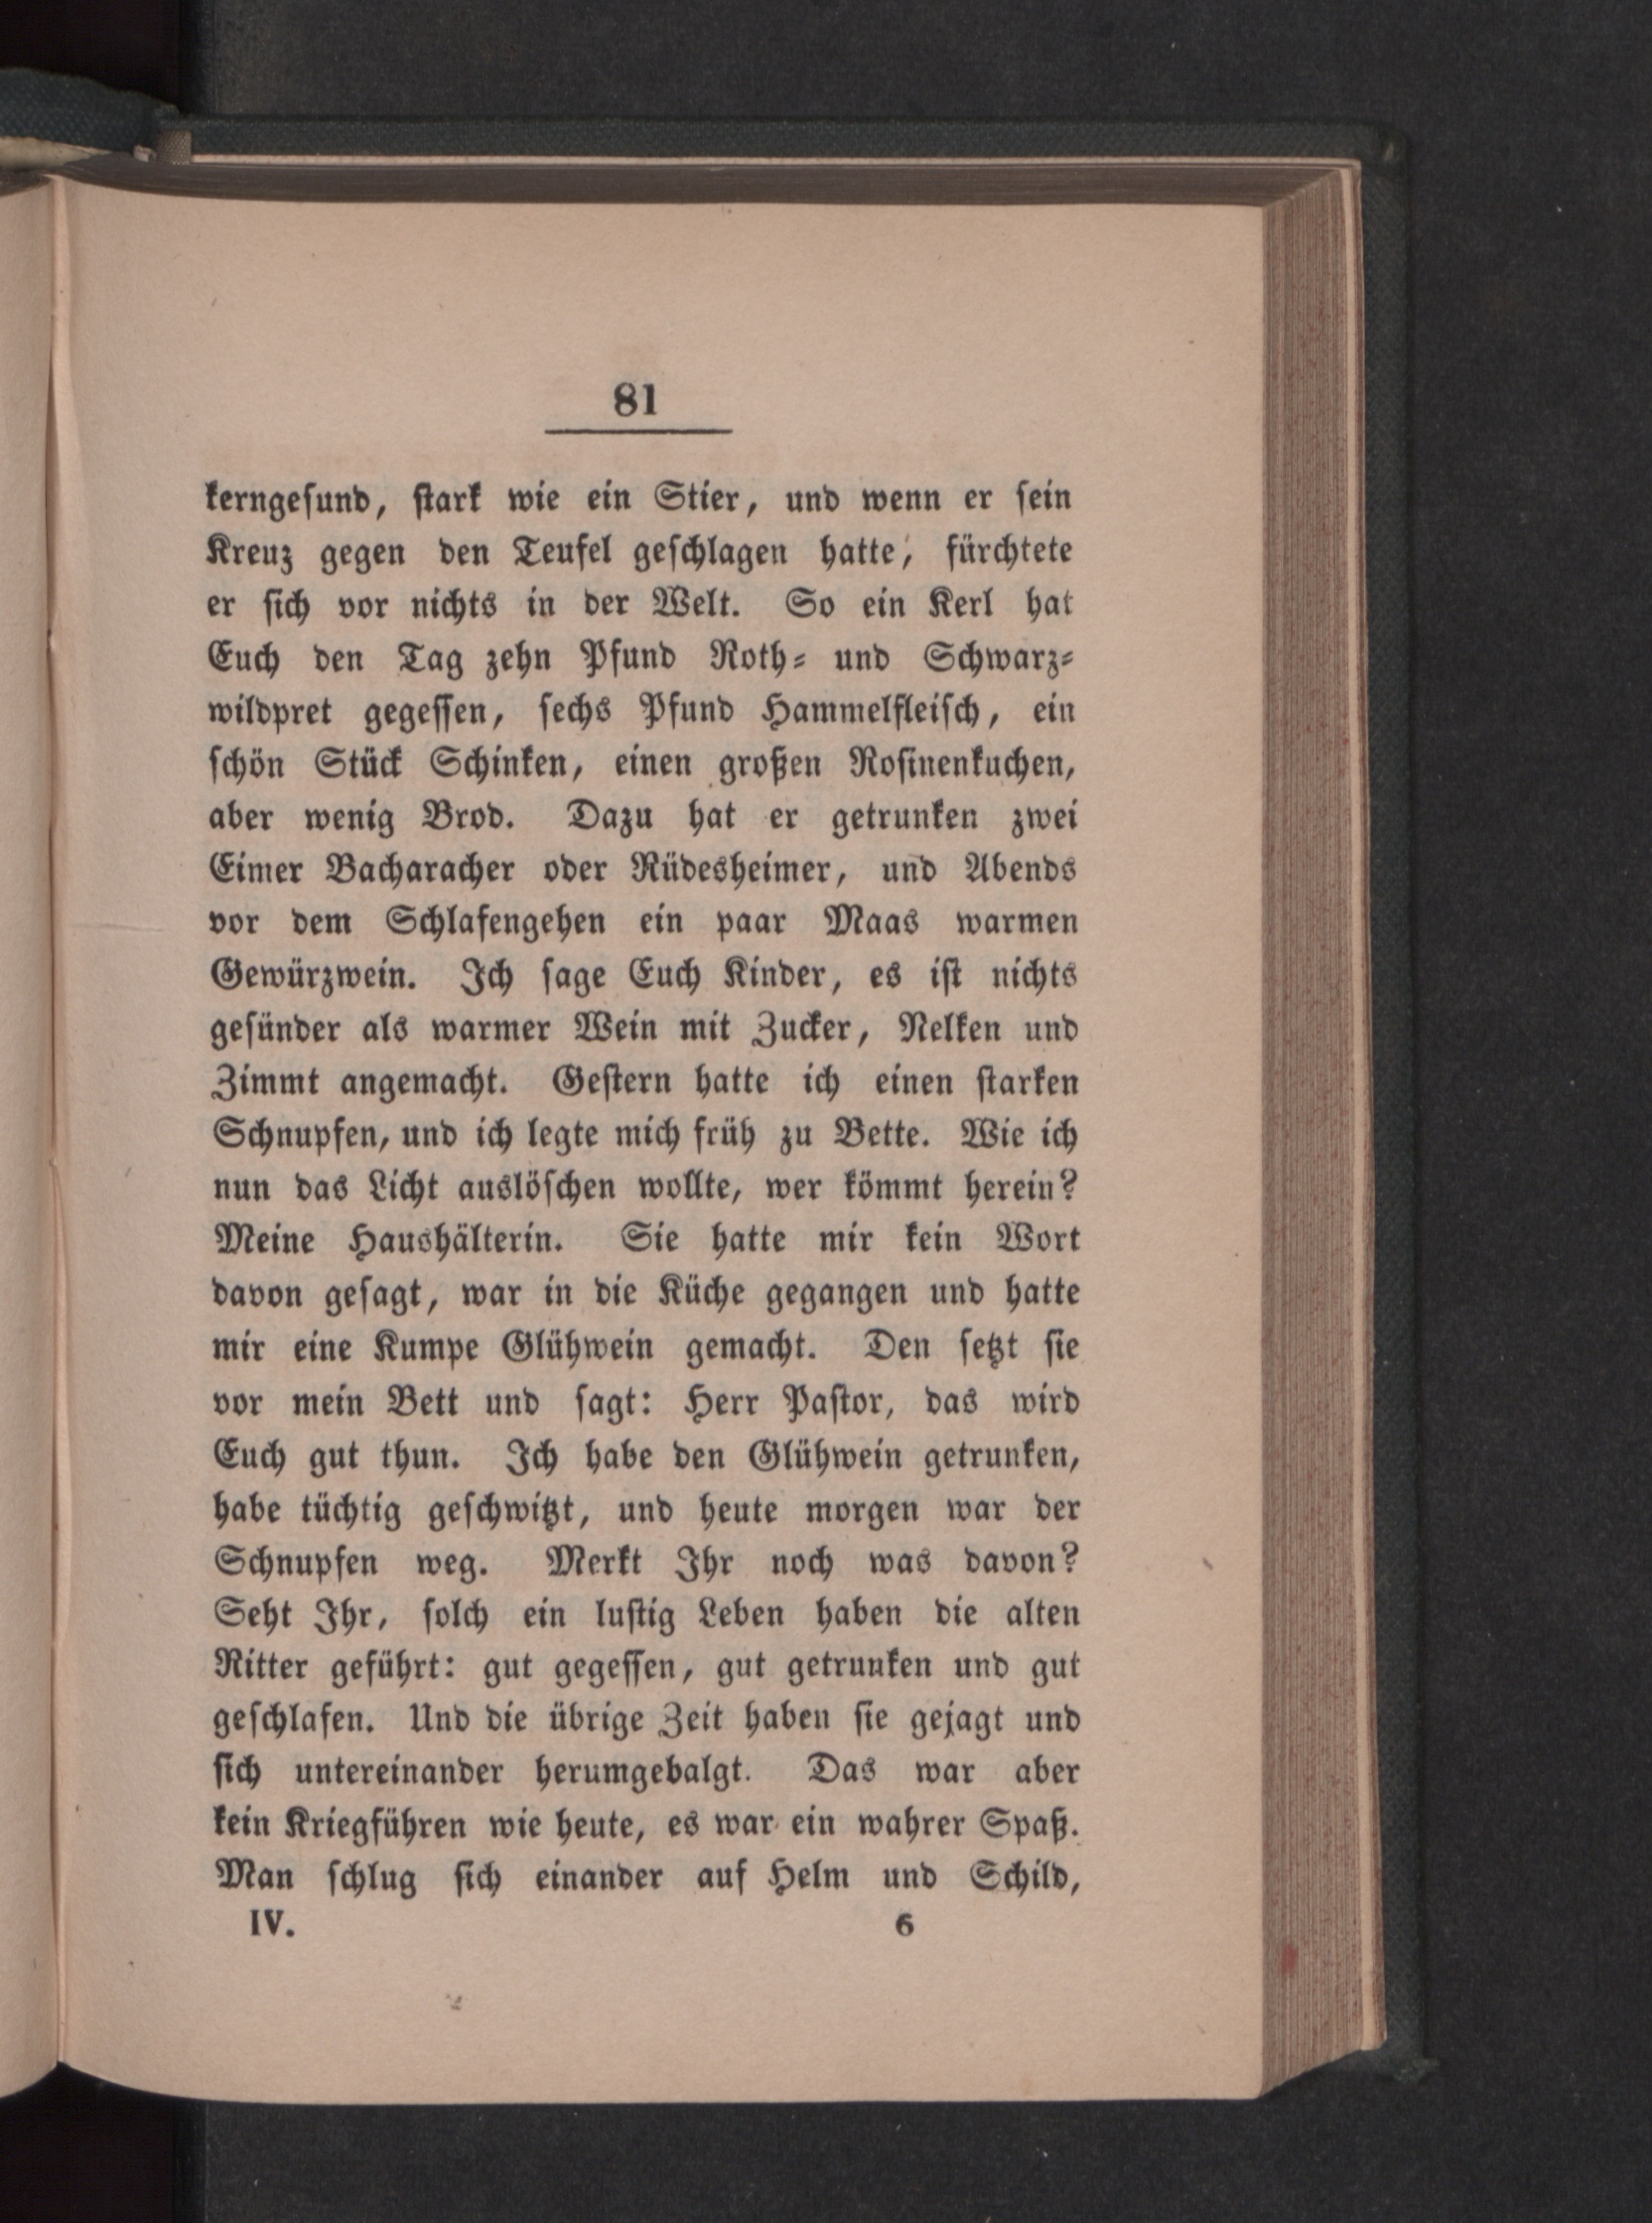 81
kerngeſund, ſtark wie ein Stier, und wenn er ſein
Kreuz gegen den Teufel geſchlagen hatte, fürchtete
er ſich vor nichts in der Welt. So ein Kerl hat
Euch den Tag zehn Pfund Roth- und Schwarz-
wildpret gegeſſen, ſechs Pfund Hammelfleiſch, ein
ſchön Stück Schinken, einen großen Roſinenkuchen,
aber wenig Brod. Dazu hat er getrunken zwei
Eimer Bacharacher oder Rüdesheimer, und Abends
vor dem Schlafengehen ein paar Maas warmen
Gewürzwein. Ich ſage Euch Kinder, es iſt nichts
geſünder als warmer Wein mit Zucker, Nelken und
Zimmt angemacht. Geſtern hatte ich einen ſtarken
Schnupfen, und ich legte mich früh zu Bette. Wie ich
nun das Licht auslöſchen wollte, wer kömmt herein?
Meine Haushälterin. Sie hatte mir kein Wort
davon geſagt, war in die Küche gegangen und hatte
mir eine Kumpe Glühwein gemacht. Den ſetzt ſie
vor mein Bett und ſagt: Herr Paſtor, das wird
Euch gut thun. Ich habe den Glühwein getrunken,
habe tüchtig geſchwitzt, und heute morgen war der
Schnupfen weg. Merkt Ihr noch was davon?
Seht Ihr, ſolch ein luſtig Leben haben die alten
Ritter geführt: gut gegeſſen, gut getrunken und gut
geſchlafen. Und die übrige Zeit haben ſie gejagt und
ſich untereinander herumgebalgt. Das war aber
kein Kriegführen wie heute, es war ein wahrer Spaß.
Man ſchlug ſich einander auf Helm und Schild,
IV. 6